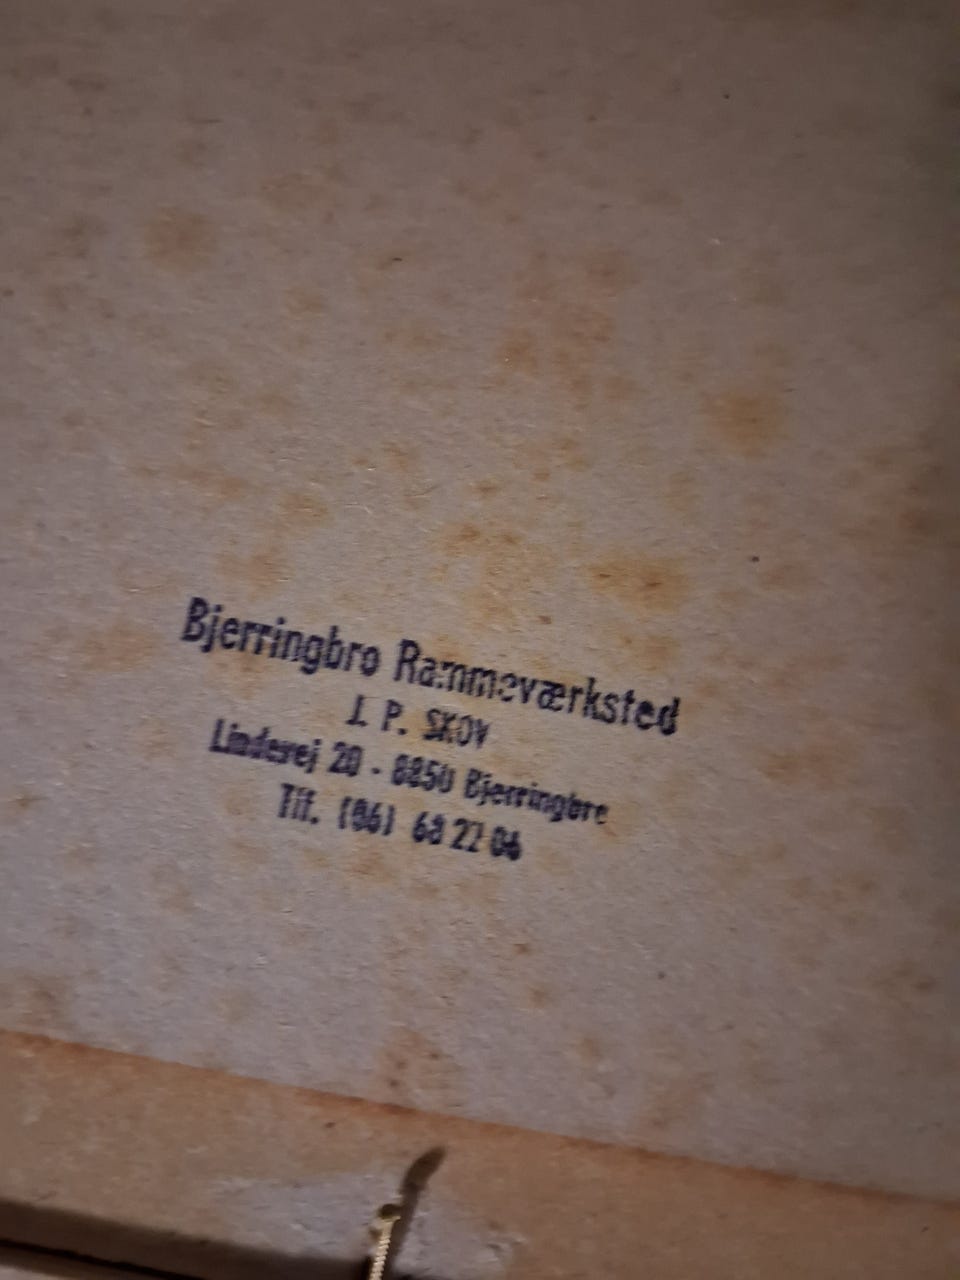 Bjerringbro Rammeværksted
J. P. SKOV
Lindevej 20 - 8850 Bjerringbro
Tlf. (06) 68 22 06